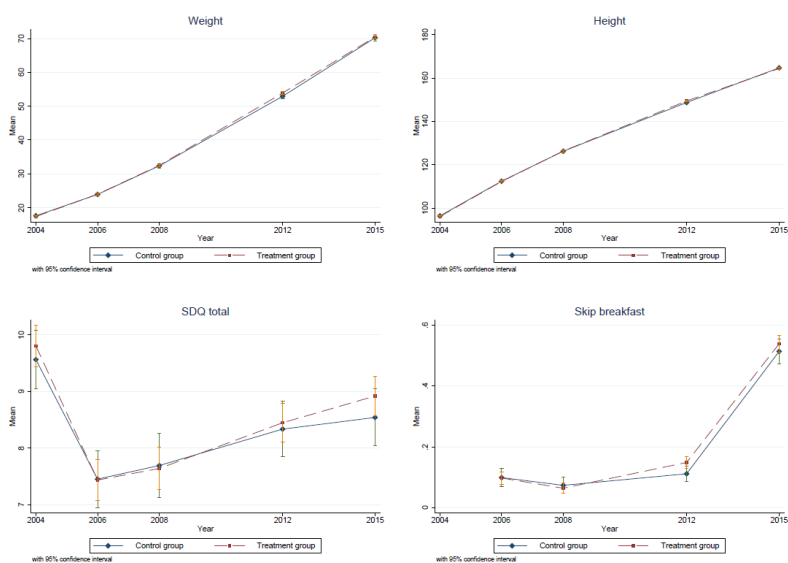 Weight
Mean
70
60
50
40
30
20
2004
2006
2008
2012
2015
Year
Control group
Treatment group
with 95% confidence interval
Height
Mean
180
160
140
120
100
2004
2006
2008
2012
2015
Year
Control group
Treatment group
with 95% confidence interval
SDQ total
Mean
10
9
8
7
2004
2006
2008
2012
2015
Year
Control group
Treatment group
with 95% confidence interval
Skip breakfast
Mean
.6
.4
.2
0
2004
2006
2008
2012
2015
Year
Control group
Treatment group
with 95% confidence interval